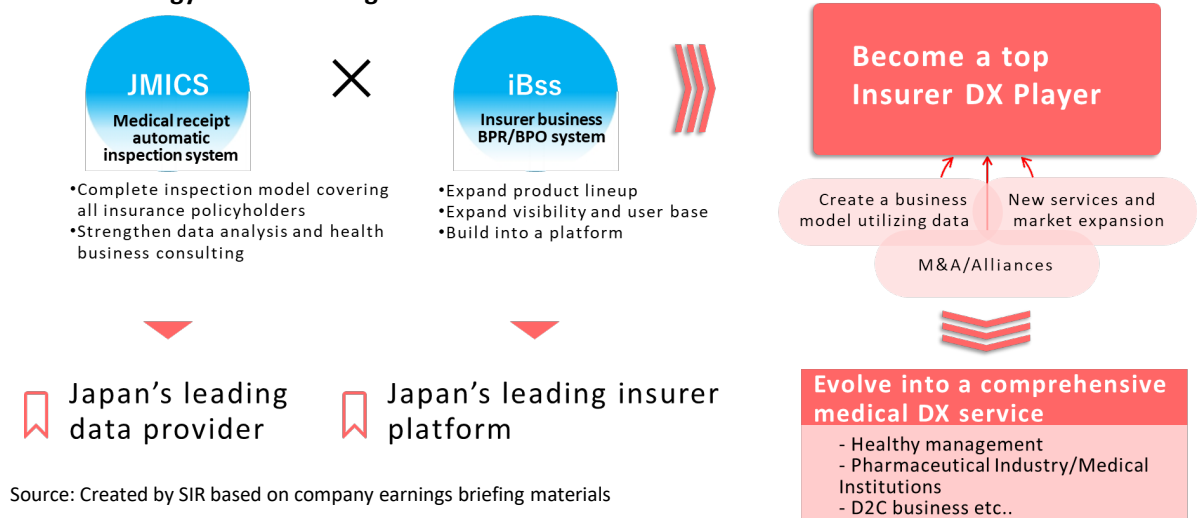 JMICS
Medical receipt
automatic
inspection system
•Complete inspection model covering
all insurance policyholders
•Strengthen data analysis and health
business consulting
iBss
Insurer business
BPR/BPO system
•Expand product lineup
•Expand visibility and user base
•Build into a platform
Become a top
Insurer DX Player
Create a business
model utilizing data
New services and
market expansion
M&A/Alliances
Japan’s leading
data provider
Japan’s leading insurer
platform
Evolve into a comprehensive
medical DX service
- Healthy management
- Pharmaceutical Industry/Medical
Institutions
- D2C business etc..
Source: Created by SIR based on company earnings briefing materials